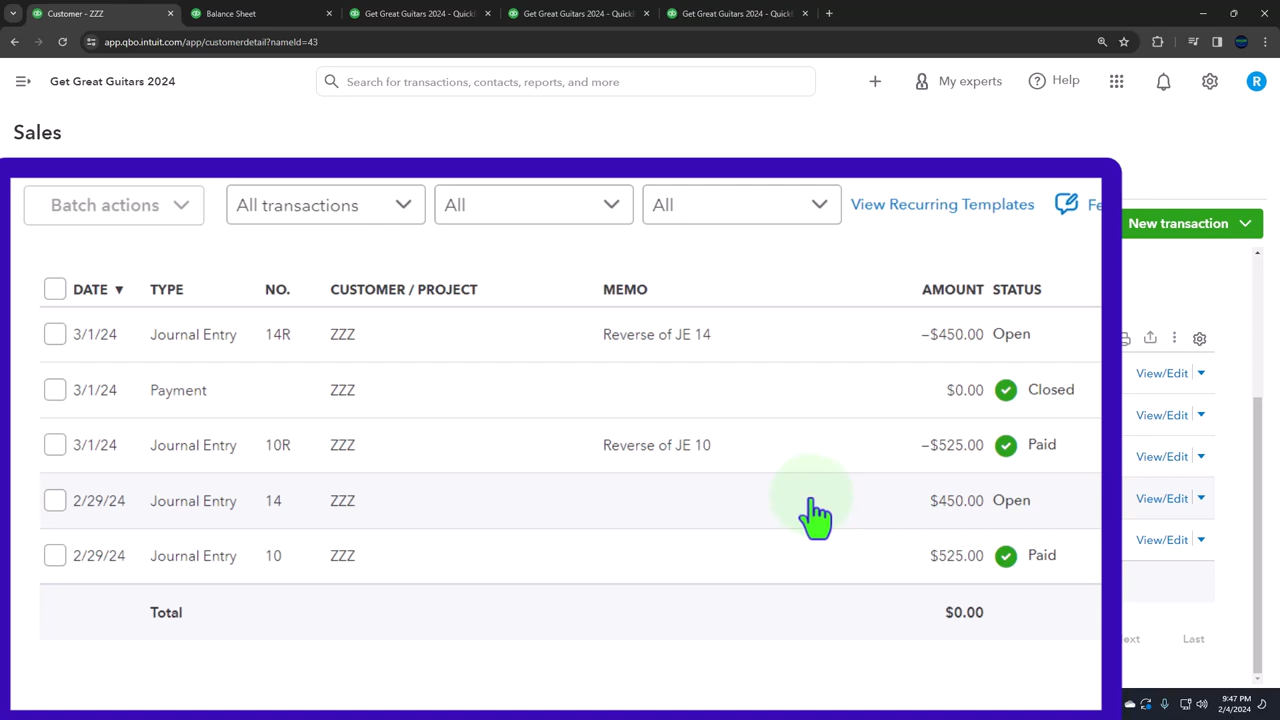 Customer - ZZZ
Balance Sheet
Get Great Guitars 2024 - Quick
Get Great Guitars 2024 - Quick
Get Great Guitars 2024 - Quick
app.qbo.intuit.com/app/customerdetail?nameId=43
Get Great Guitars 2024
Search for transactions, contacts, reports, and more
My experts
Help
R
Sales
Batch actions
All transactions
All
All
View Recurring Templates
Fe
New transaction
DATE TYPE NO. CUSTOMER / PROJECT MEMO AMOUNT STATUS
3/1/24 Journal Entry 14R ZZZ Reverse of JE 14 –$450.00 Open
View/Edit
3/1/24 Payment ZZZ $0.00 Closed
View/Edit
3/1/24 Journal Entry 10R ZZZ Reverse of JE 10 –$525.00 Paid
View/Edit
2/29/24 Journal Entry 14 ZZZ $450.00 Open
View/Edit
2/29/24 Journal Entry 10 ZZZ $525.00 Paid
View/Edit
Total $0.00
ext Last
9:47 PM
2/4/2024